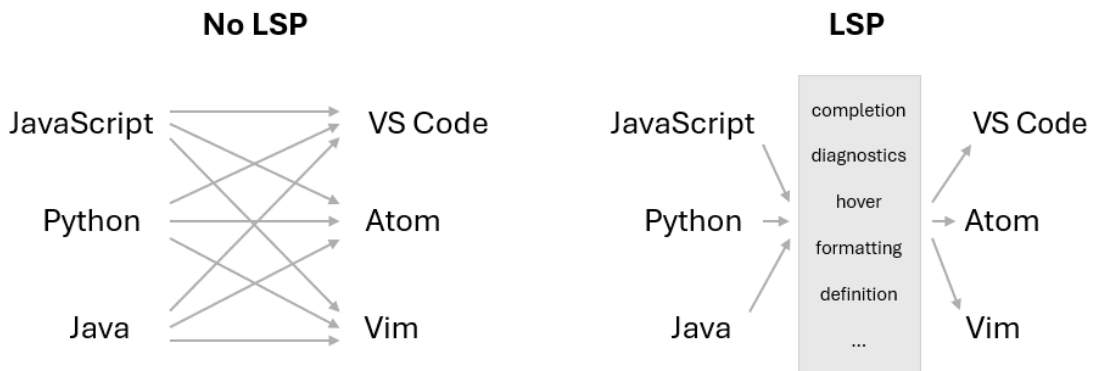 No LSP
JavaScript
Python
Java
VS Code
Atom
Vim
LSP
JavaScript
Python
Java
completion
diagnostics
hover
formatting
definition
...
VS Code
Atom
Vim